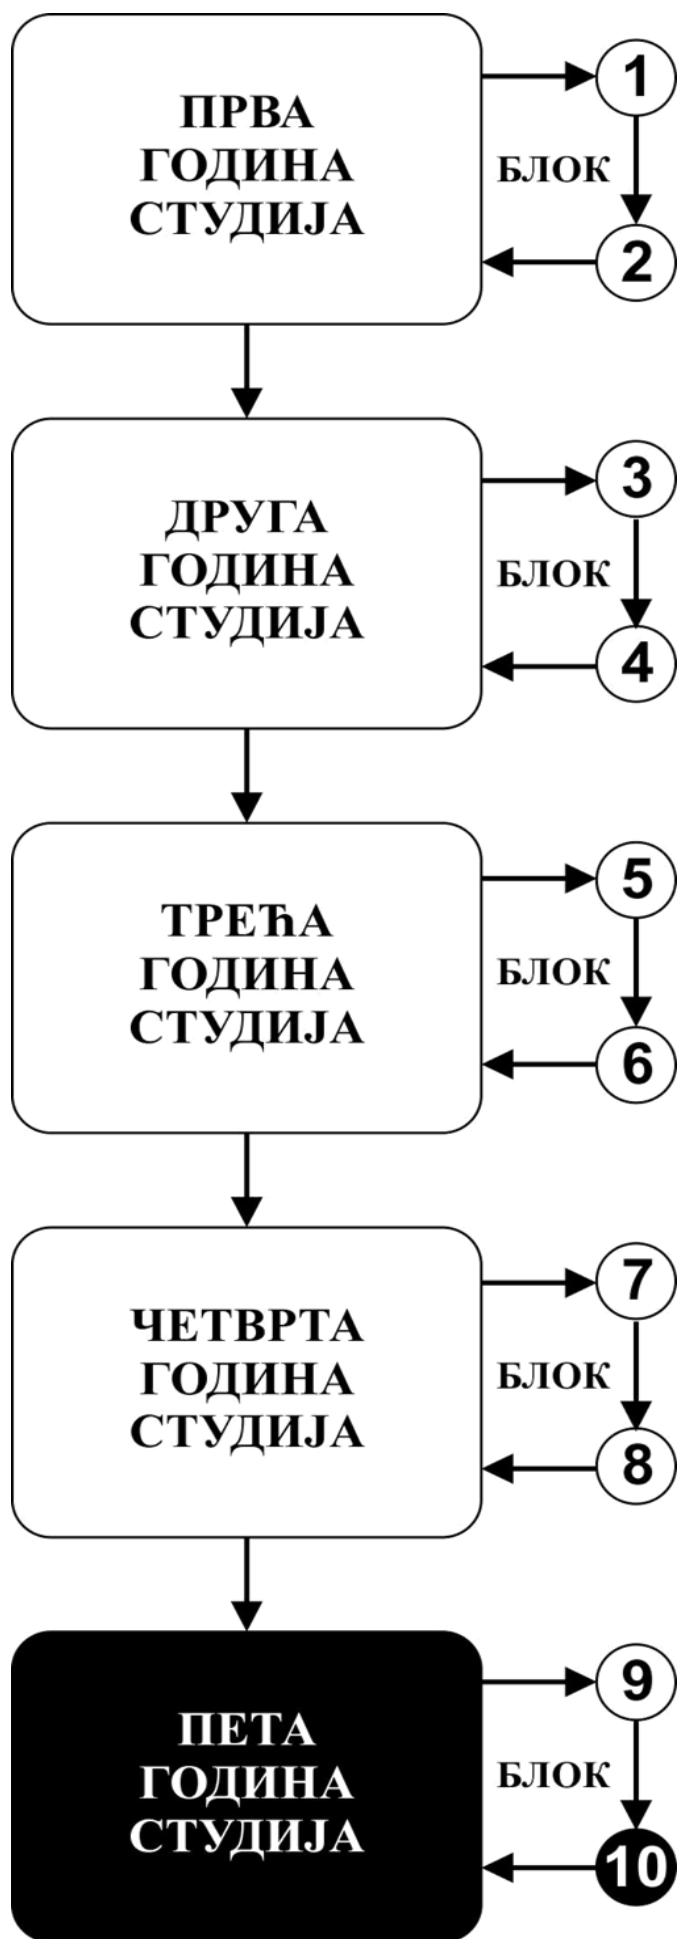 ПРВА
ГОДИНА
СТУДИЈА
1
БЛОК
2
ДРУГА
ГОДИНА
СТУДИЈА
3
БЛОК
4
ТРЕЋА
ГОДИНА
СТУДИЈА
5
БЛОК
6
ЧЕТВРТА
ГОДИНА
СТУДИЈА
7
БЛОК
8
ПЕТА
ГОДИНА
СТУДИЈА
9
БЛОК
10